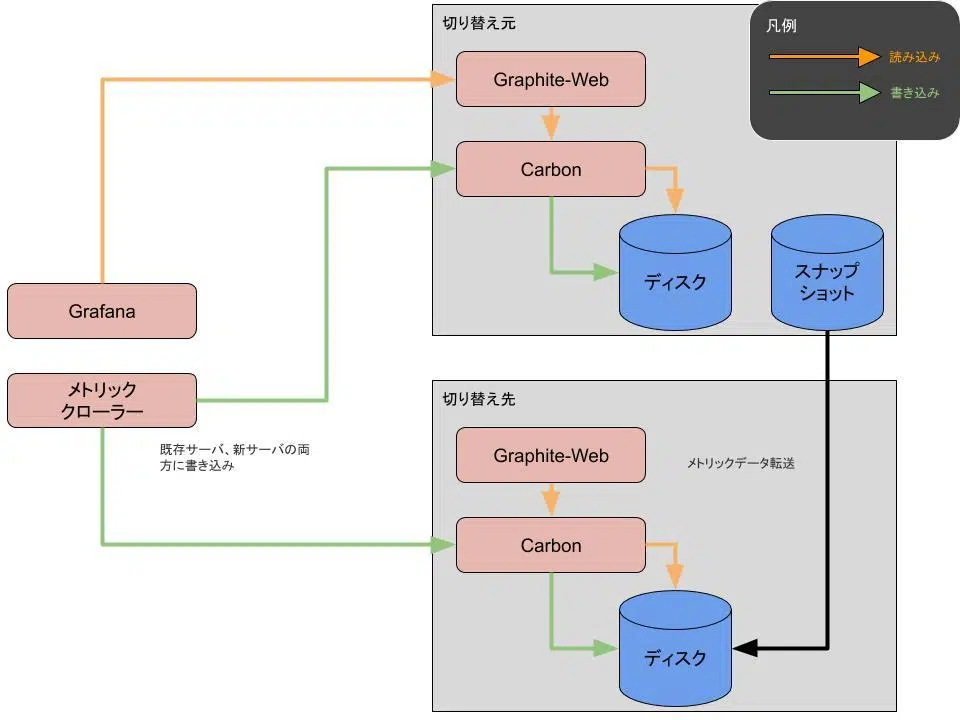 切り替え元
凡例
読み込み
書き込み
Graphite-Web
Carbon
ディスク
スナップ
ショット
Grafana
メトリック
クローラー
既存サーバ、新サーバの両
方に書き込み
切り替え先
Graphite-Web
メトリックデータ転送
Carbon
ディスク